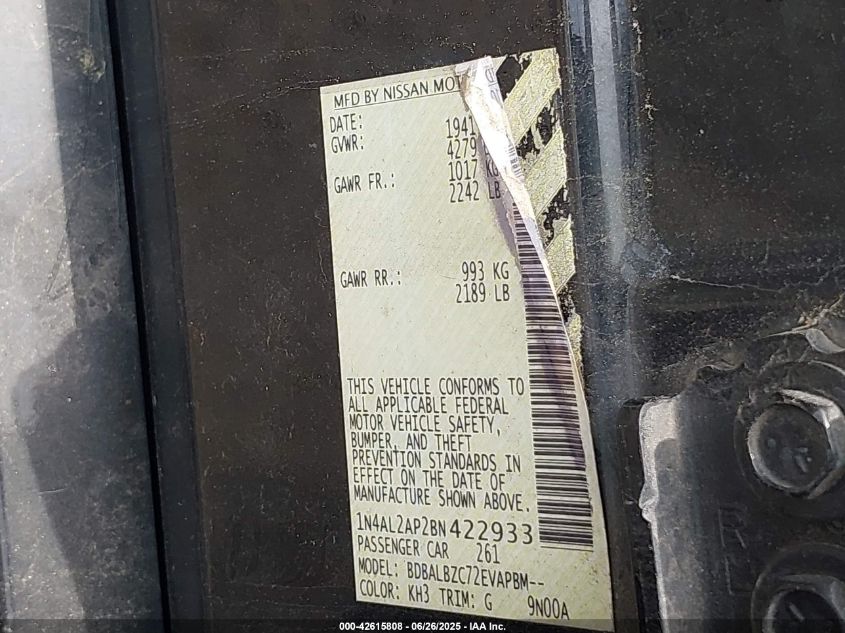 MFD BY NISSAN
DATE:
GVWR: 1941
4279
GAWR FR.: 1017 KG
2242 LB
GAWR RR.: 993 KG
2189 LB
THIS VEHICLE CONFORMS TO
ALL APPLICABLE FEDERAL
MOTOR VEHICLE SAFETY,
BUMPER, AND THEFT
PREVENTION STANDARDS IN
EFFECT ON THE DATE OF
MANUFACTURE SHOWN ABOVE.
1N4AL2AP2BN422933
PASSENGER CAR 261
MODEL: BDBALBZC72EVAPBM--
COLOR: KH3 TRIM: G 9N00A
R
L
000-42615808 - 06/26/2025 - IAA Inc.